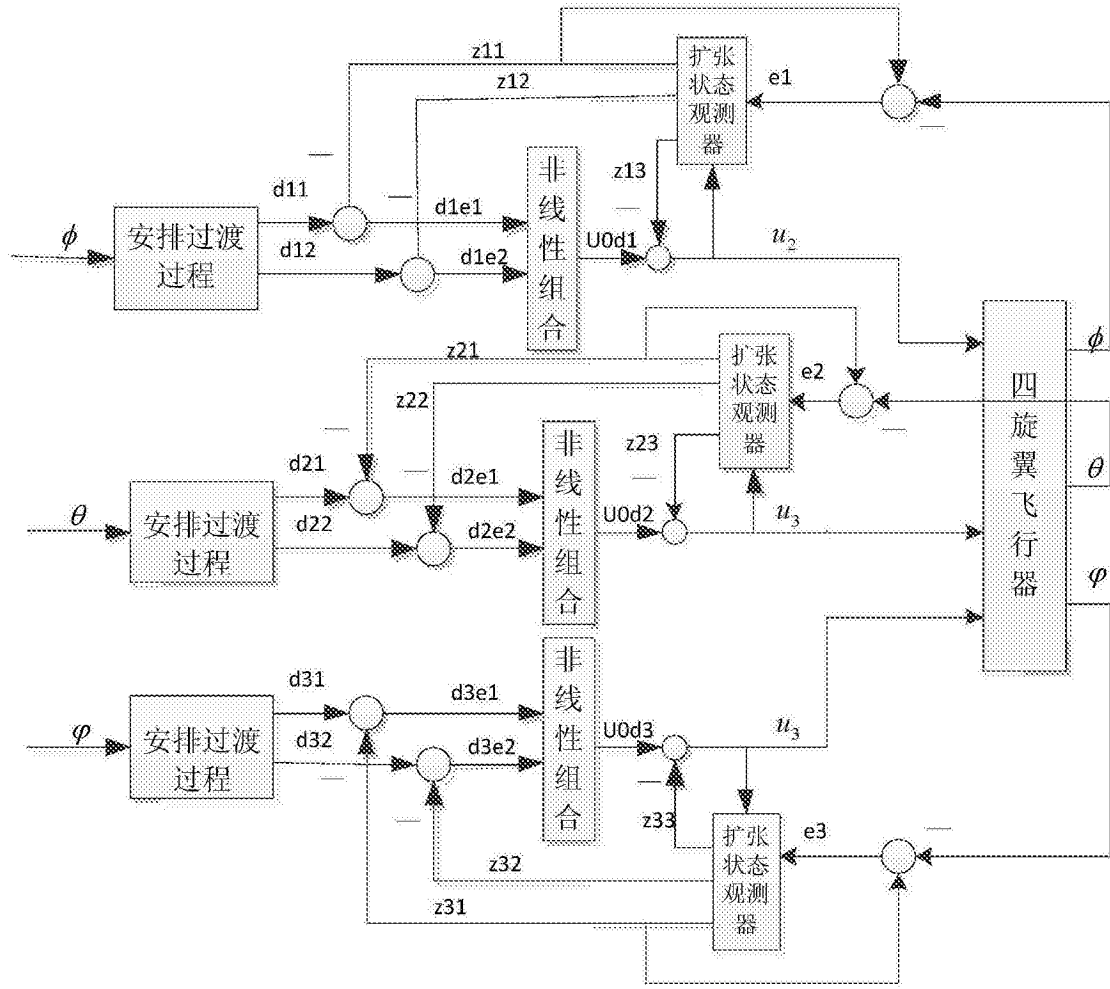 z11
z12
扩张
状态
观测
器
e1
z13
d11
d12
d1e1
d1e2
ϕ
安排过渡
过程
非线性组合
U0d1
u₂
z21
z22
扩张
状态
观测
器
e2
z23
d21
d22
d2e1
d2e2
θ
安排过渡
过程
非线性组合
U0d2
u₃
四旋翼飞行器
ϕ
θ
φ
d31
d32
d3e1
d3e2
φ
安排过渡
过程
非线性组合
U0d3
u₃
z33
扩张
状态
观测
器
e3
z32
z31